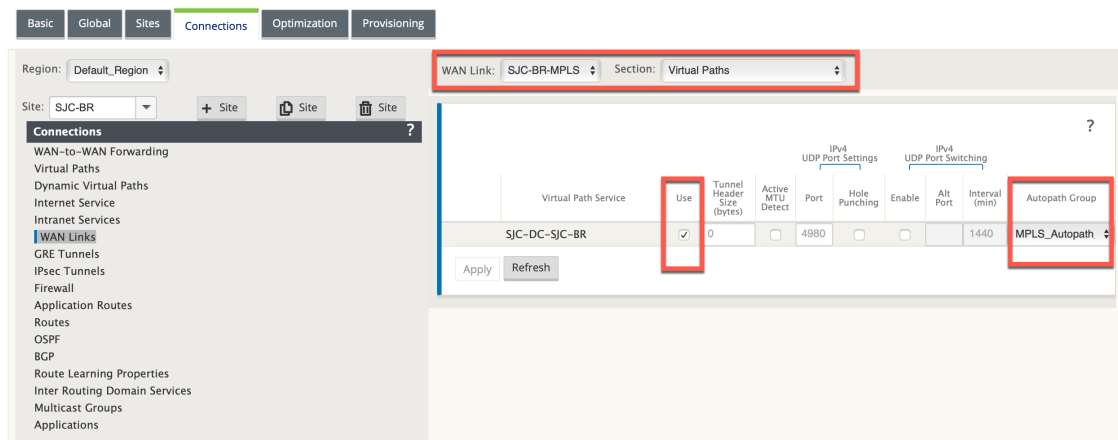 Basic Global Sites Connections Optimization Provisioning
Region: Default_Region
WAN Link: SJC-BR-MPLS Section: Virtual Paths
Site: SJC-BR + Site Site Site
Connections ?
WAN-to-WAN Forwarding
Virtual Paths
Dynamic Virtual Paths
Internet Service
Intranet Services
WAN Links
GRE Tunnels
IPsec Tunnels
Firewall
Application Routes
Routes
OSPF
BGP
Route Learning Properties
Inter Routing Domain Services
Multicast Groups
Applications
?
IPv4 IPv4
UDP Port Settings UDP Port Switching
Virtual Path Service Use Tunnel Header Size (bytes) Active MTU Detect Port Hole Punching Enable Alt Port Interval (min) Autopath Group
SJC-DC-SJC-BR 0 4980 1440 MPLS_Autopath_
Apply Refresh